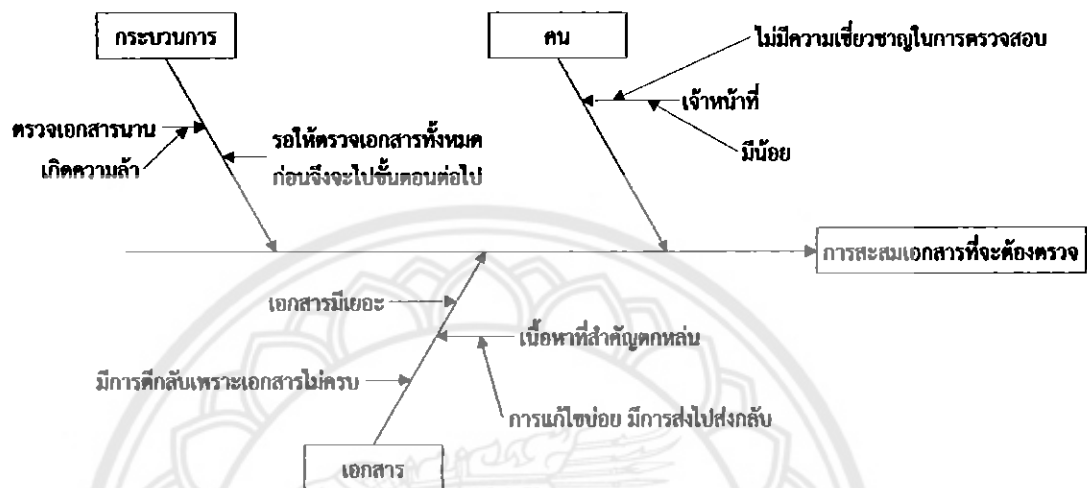 กระบวนการ
คน
ไม่มีความเชี่ยวชาญในการตรวจสอบ
เจ้าหน้าที่
มีน้อย
ตรวจเอกสารนาน
เกิดความล้า
รอให้ตรวจเอกสารทั้งหมด
ก่อนจึงจะไปขั้นตอนต่อไป
การสะสมเอกสารที่จะต้องตรวจ
เอกสารมีเยอะ
เนื้อหาที่สำคัญตกหล่น
มีการตีกลับเพราะเอกสารไม่ครบ
การแก้ไขบ่อย มีการส่งไปส่งกลับ
เอกสาร